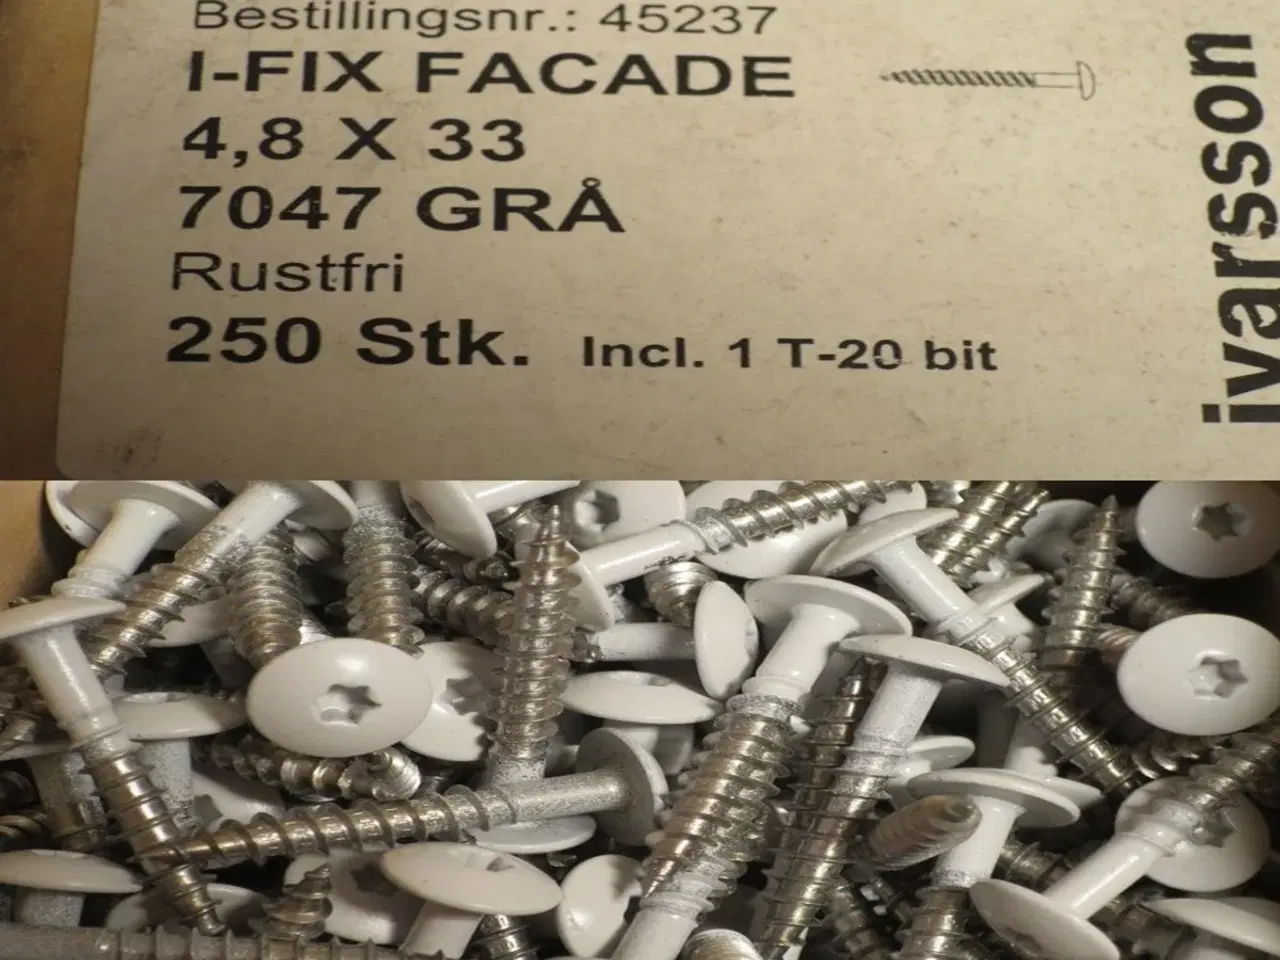 Bestillingsnr.: 45237
I-FIX FACADE
4,8 X 33
7047 GRÅ
Rustfri
250 Stk. Incl. 1 T-20 bit
ivarsson